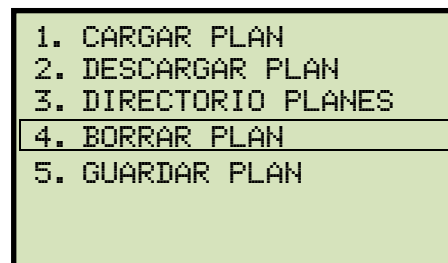 1. CARGAR PLAN
2. DESCARGAR PLAN
3. DIRECTORIO PLANES
4. BORRAR PLAN
5. GUARDAR PLAN